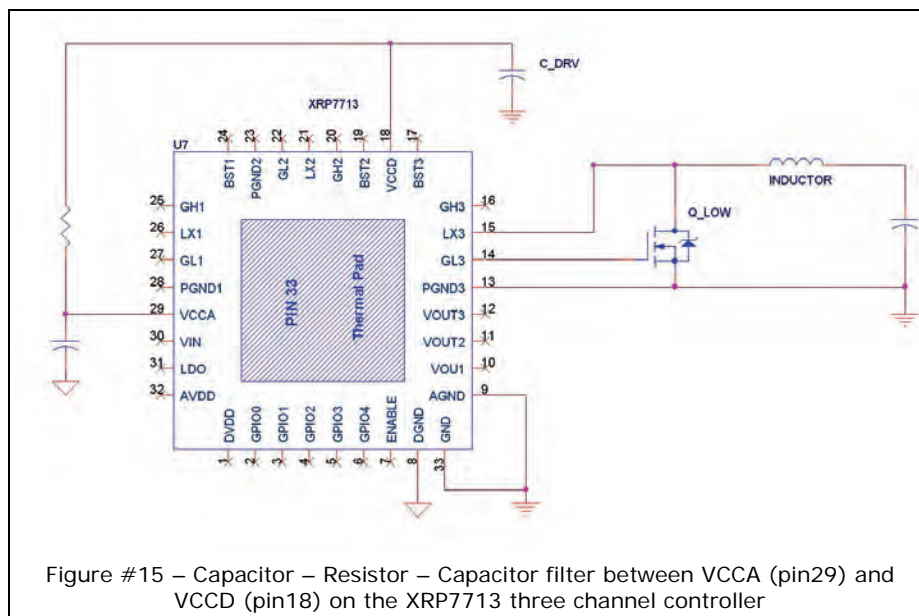 C_DRV
XRP7713
U7
24 23 22 21 20 19 18 17
BST1 PGND2 GL2 LX2 GH2 BST2 VCCD BST3
25 GH1
26 LX1
27 GL1
28 PGND1
29 VCCA
30 VIN
31 LDO
32 AVDD
PIN 33
Thermal Pad
GH3 16
LX3 15
GL3 14
PGND3 13
VOUT3 12
VOUT2 11
VOU1 10
AGND 9
DVDD GPIO0 GPIO1 GPIO2 GPIO3 GPIO4 ENABLE DGND GND
1 2 3 4 5 6 7 8 33
INDUCTOR
Q_LOW
Figure #15 – Capacitor – Resistor – Capacitor filter between VCCA (pin29) and
VCCD (pin18) on the XRP7713 three channel controller